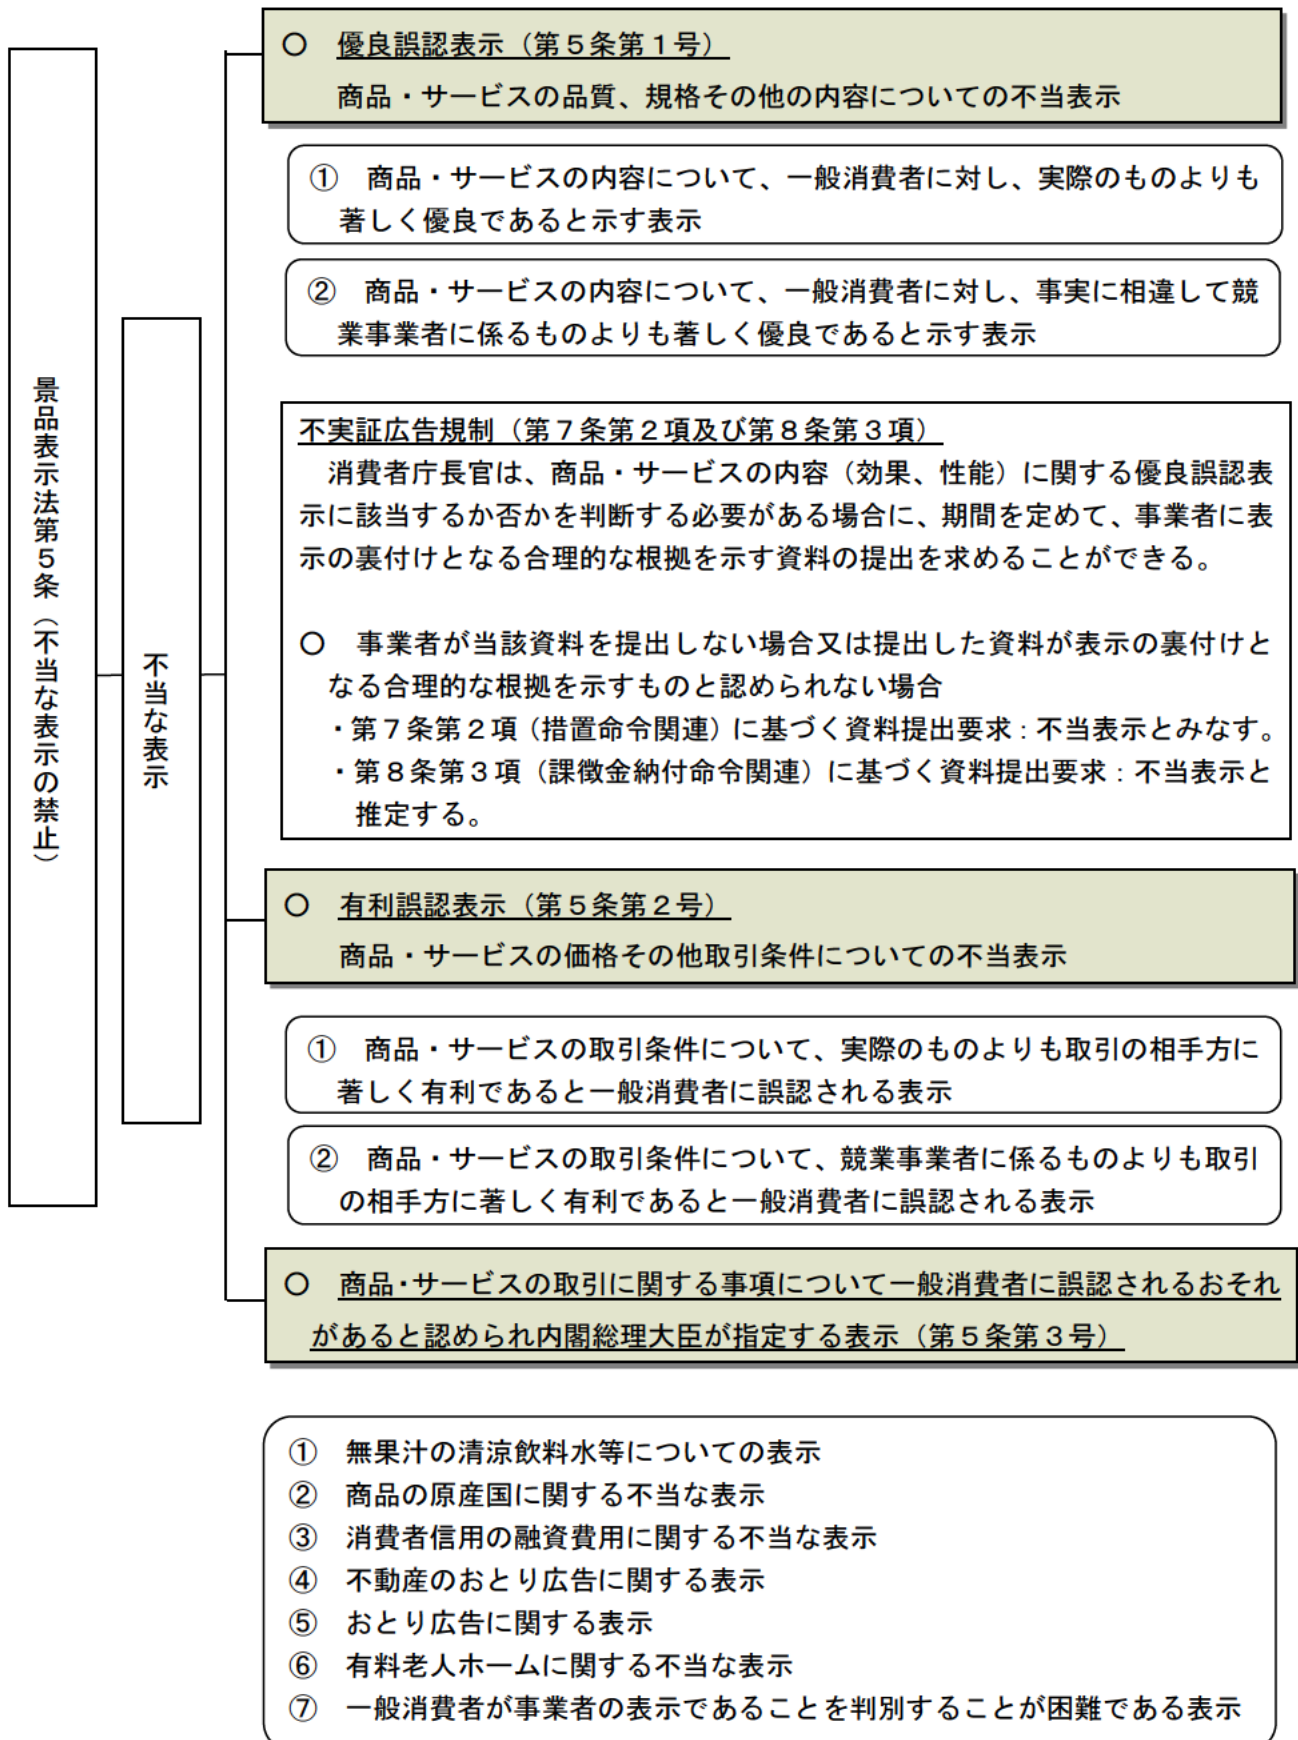 景品表示法第５条（不当な表示の禁止）
不当な表示
○　優良誤認表示（第５条第１号）
商品・サービスの品質、規格その他の内容についての不当表示
①　商品・サービスの内容について、一般消費者に対し、実際のものよりも
著しく優良であると示す表示
②　商品・サービスの内容について、一般消費者に対し、事実に相違して競
業事業者に係るものよりも著しく優良であると示す表示
不実証広告規制（第７条第２項及び第８条第３項）
消費者庁長官は、商品・サービスの内容（効果、性能）に関する優良誤認表
示に該当するか否かを判断する必要がある場合に、期間を定めて、事業者に表
示の裏付けとなる合理的な根拠を示す資料の提出を求めることができる。
○　事業者が当該資料を提出しない場合又は提出した資料が表示の裏付けと
なる合理的な根拠を示すものと認められない場合
・第７条第２項（措置命令関連）に基づく資料提出要求：不当表示とみなす。
・第８条第３項（課徴金納付命令関連）に基づく資料提出要求：不当表示と
推定する。
○　有利誤認表示（第５条第２号）
商品・サービスの価格その他取引条件についての不当表示
①　商品・サービスの取引条件について、実際のものよりも取引の相手方に
著しく有利であると一般消費者に誤認される表示
②　商品・サービスの取引条件について、競業事業者に係るものよりも取引
の相手方に著しく有利であると一般消費者に誤認される表示
○　商品・サービスの取引に関する事項について一般消費者に誤認されるおそれ
があると認められ内閣総理大臣が指定する表示（第５条第３号）
①　無果汁の清涼飲料水等についての表示
②　商品の原産国に関する不当な表示
③　消費者信用の融資費用に関する不当な表示
④　不動産のおとり広告に関する表示
⑤　おとり広告に関する表示
⑥　有料老人ホームに関する不当な表示
⑦　一般消費者が事業者の表示であることを判別することが困難である表示